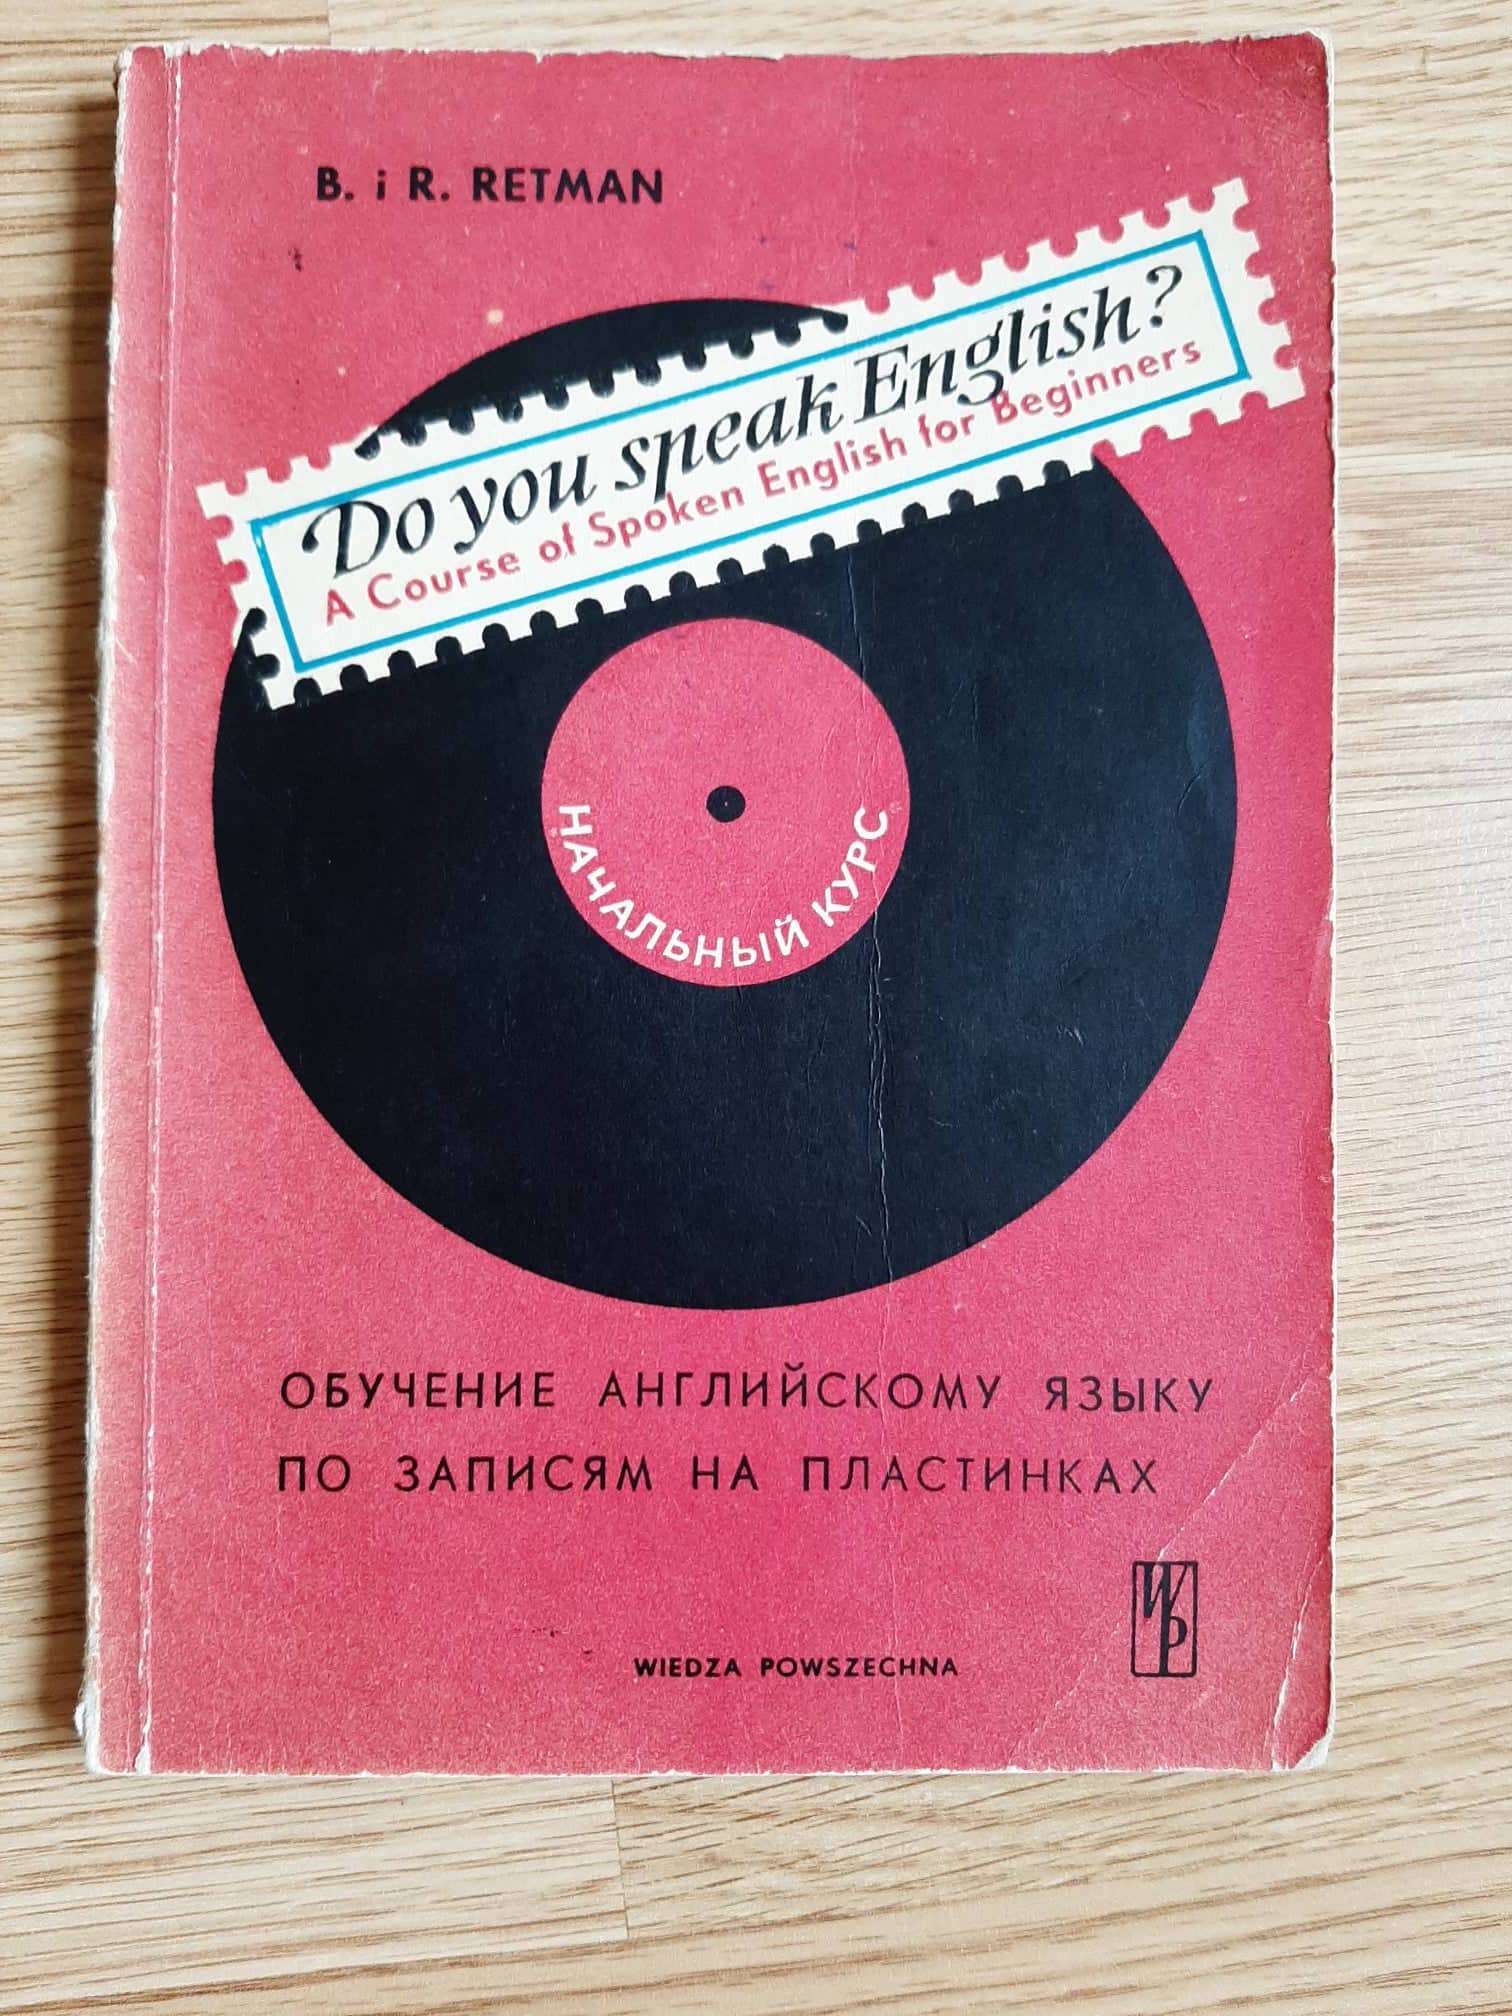 B. i R. RETMAN
Do you speak English?
A Course of Spoken English for Beginners
НАЧАЛЬНЫЙ КУРС
ОБУЧЕНИЕ АНГЛИЙСКОМУ ЯЗЫКУ
ПО ЗАПИСЯМ НА ПЛАСТИНКАХ
WP
WIEDZA POWSZECHNA